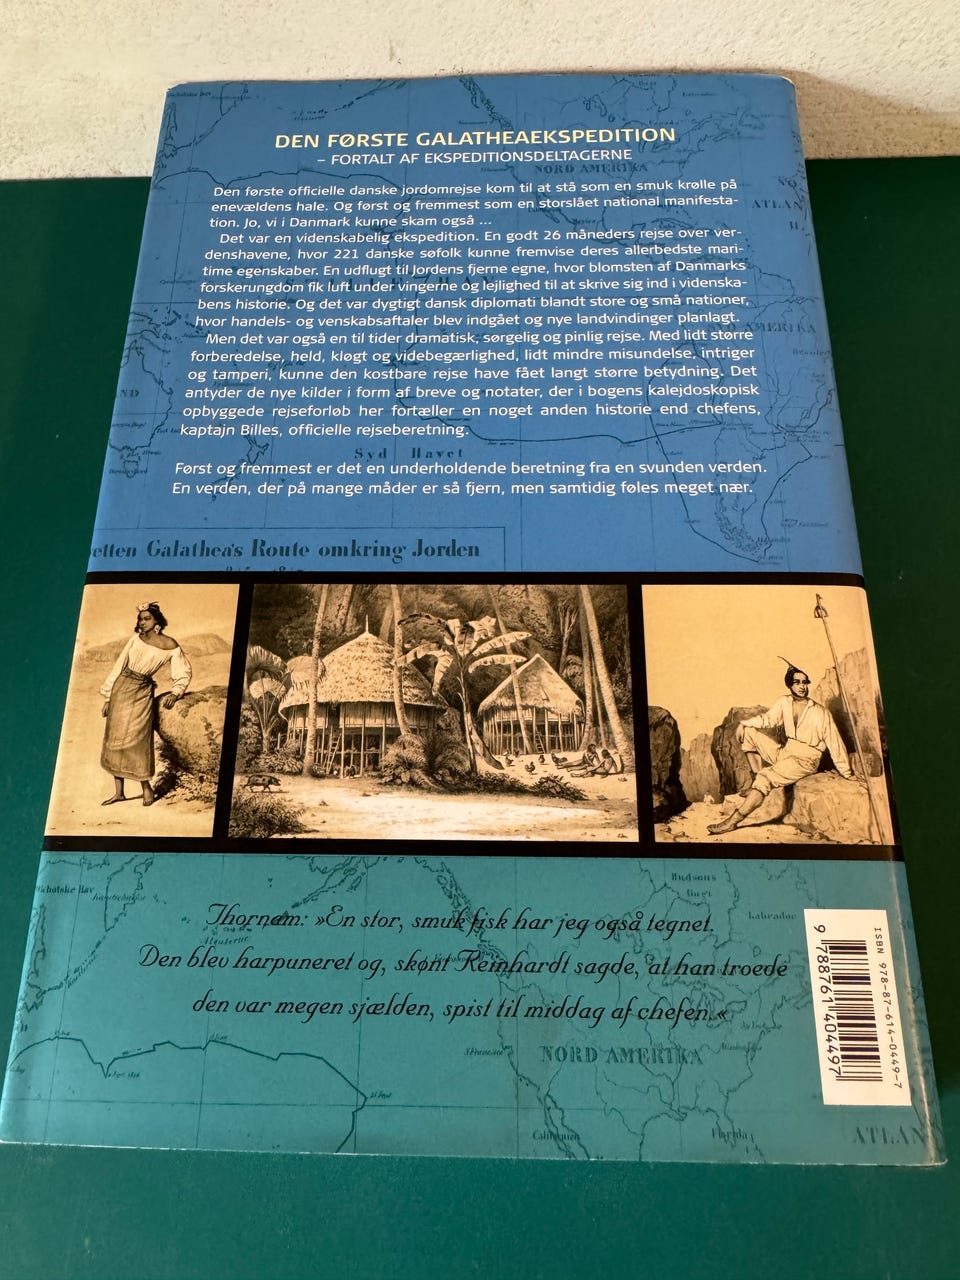 DEN FØRSTE GALATHEAEKSPEDITION
– FORTALT AF EKSPEDITIONSDELTAGERNE
NORD AMERIKA
Den første officielle danske jordomrejse kom til at stå som en smuk krølle på
enevældens hale. Og først og fremmest som en storslået national manifesta-
tion. Jo, vi i Danmark kunne skam også ...
ATLAN
Det var en videnskabelig ekspedition. En godt 26 måneders rejse over ver-
denshavene, hvor 221 danske søfolk kunne fremvise deres allerbedste mari-
time egenskaber. En udflugt til Jordens fjerne egne, hvor blomsten af Danmarks
forskerungdom fik luft under vingerne og lejlighed til at skrive sig ind i videnska-
bens historie. Og det var dygtigt dansk diplomati blandt store og små nationer,
hvor handels- og venskabsaftaler blev indgået og nye landvindinger planlagt.
Men det var også en til tider dramatisk, sørgelig og pinlig rejse. Med lidt større
forberedelse, held, kløgt og videbegærlighed, lidt mindre misundelse, intriger
og tamperi, kunne den kostbare rejse have fået langt større betydning. Det
antyder de nye kilder i form af breve og notater, der i bogens kalejdoskopisk
opbyggede rejseforløb her fortæller en noget anden historie end chefens,
kaptajn Billes, officielle rejseberetning.
Syd Havet
Først og fremmest er det en underholdende beretning fra en svunden verden.
En verden, der på mange måder er så fjern, men samtidig føles meget nær.
etten Galathea's Route omkring Jorden
Hudsons
Bugt
Labrador
Thornam: »En stor, smuk fisk har jeg også tegnet.
Den blev harpuneret og, skønt Reinhardt sagde, at han troede
den var megen sjælden, spist til middag af chefen.«
NORD AMERIKA
Florida
ATLAN
ISBN 978-87-614-0449-7
9 788761 404497